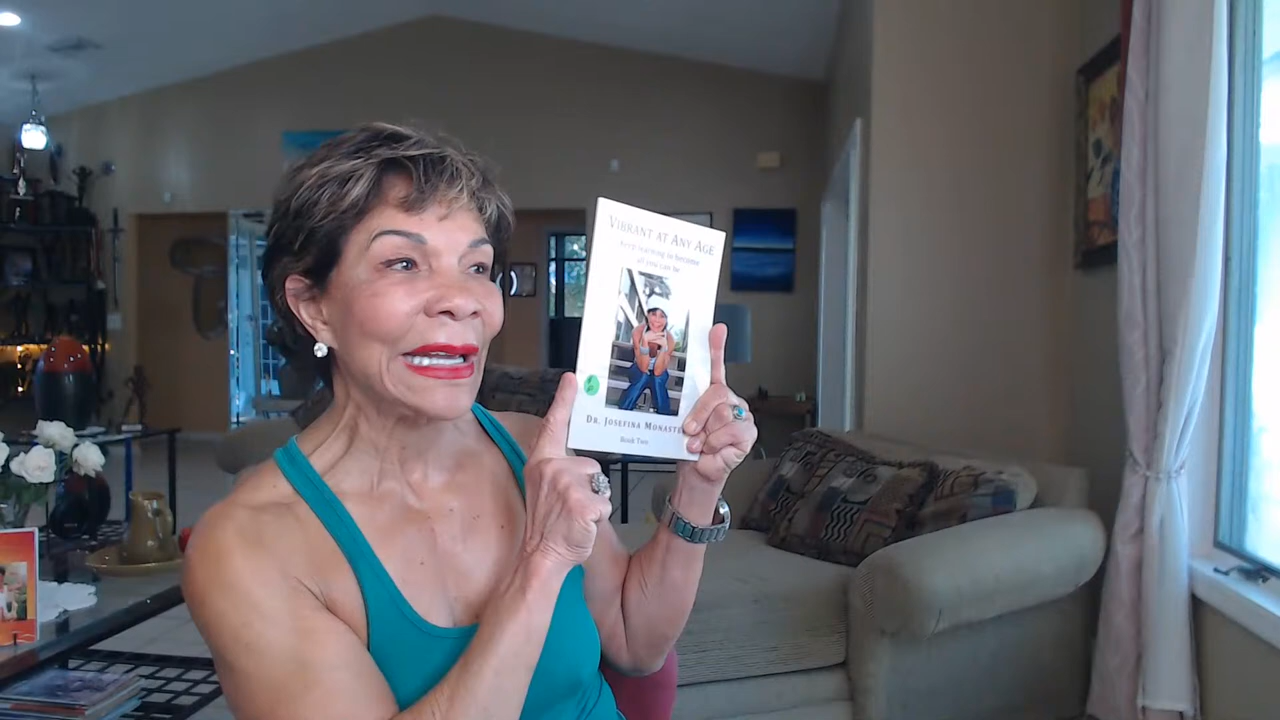 VIBRANT AT ANY AGE
Keep learning to become
all you can be
DR. JOSEFINA MONASTE
Book Two